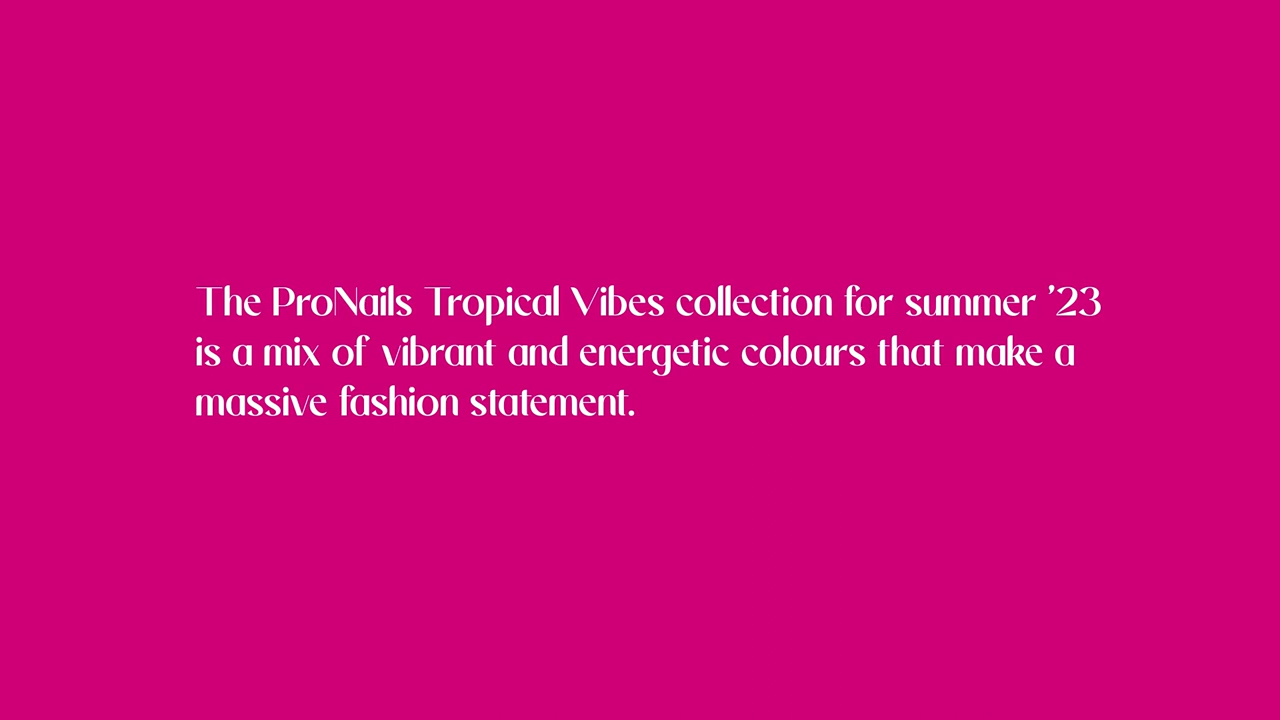 The ProNails Tropical Vibes collection for summer ’23
is a mix of vibrant and energetic colours that make a
massive fashion statement.